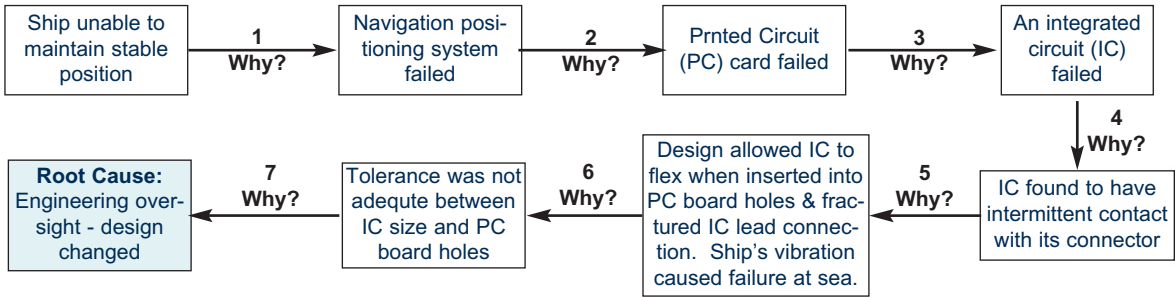 Ship unable to
maintain stable
position
1
Why?
Navigation posi-
tioning system
failed
2
Why?
Prnted Circuit
(PC) card failed
3
Why?
An integrated
circuit (IC)
failed
4
Why?
IC found to have
intermittent contact
with its connector
5
Why?
Design allowed IC to
flex when inserted into
PC board holes & frac-
tured IC lead connec-
tion.  Ship's vibration
caused failure at sea.
6
Why?
Tolerance was not
adequte between
IC size and PC
board holes
7
Why?
Root Cause:
Engineering over-
sight - design
changed